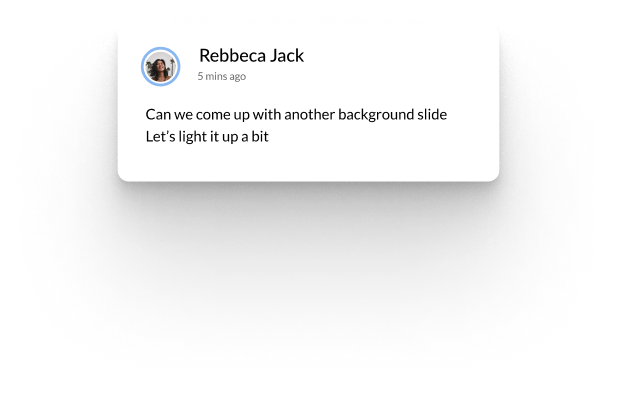 Rebbeca Jack
5 mins ago
Can we come up with another background slide
Let's light it up a bit